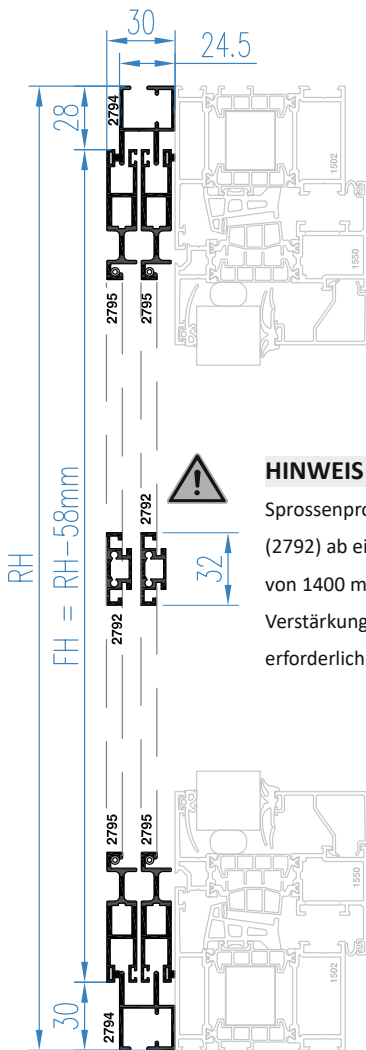 30
24.5
2794
28
1502
1550
2795
2795
RH
FH = RH-58mm
2792
2792
32
HINWEIS
Sprossenpro
(2792) ab ei
von 1400 m
Verstärkung
erforderlich
2795
2795
1550
1502
30
2794